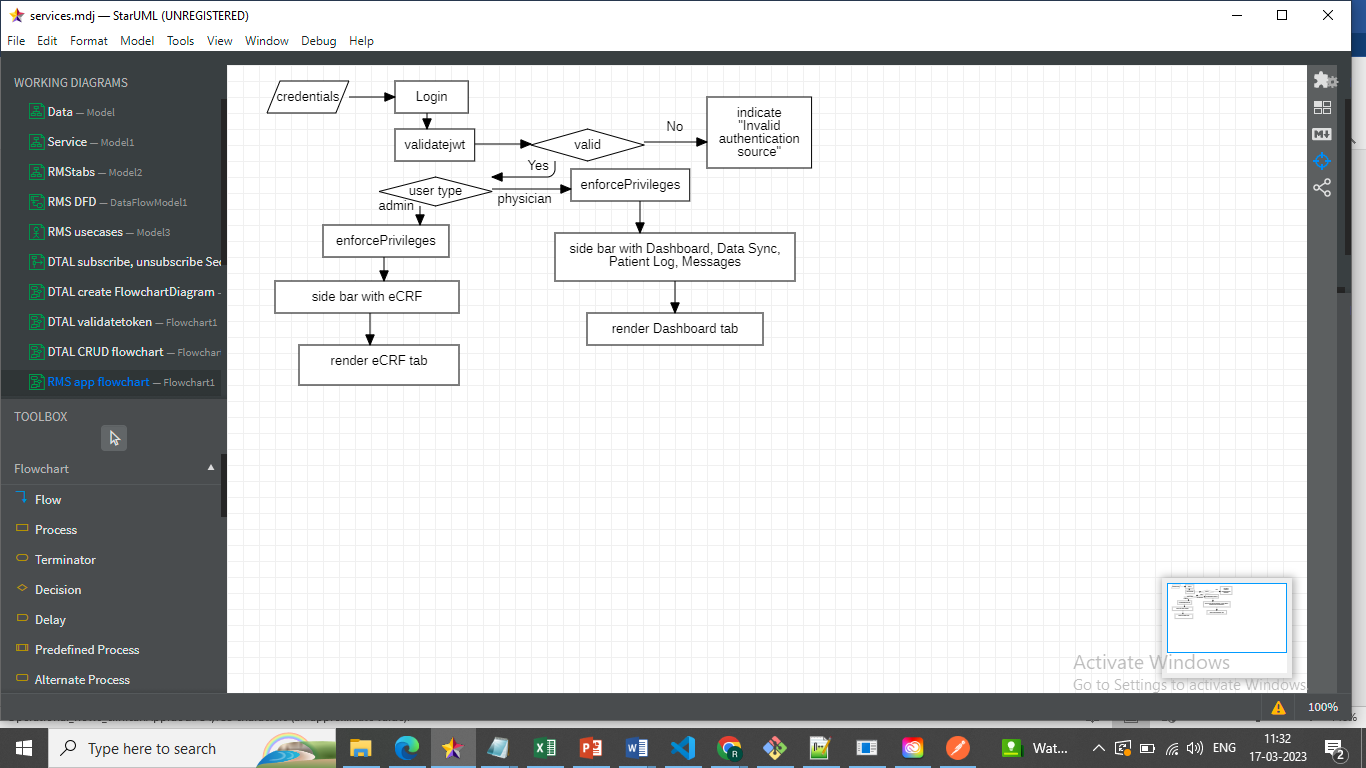 services.mdj — StarUML (UNREGISTERED)
File Edit Format Model Tools View Window Debug Help
WORKING DIAGRAMS
Data — Model
Service — Model1
RMStabs — Model2
RMS DFD — DataFlowModel1
RMS usecases — Model3
DTAL subscribe, unsubscribe Sec
DTAL create FlowchartDiagram -
DTAL validatetoken — Flowchart1
DTAL CRUD flowchart — Flowchar
RMS app flowchart — Flowchart1
TOOLBOX
Flowchart
Flow
Process
Terminator
Decision
Delay
Predefined Process
Alternate Process
credentials
Login
validatejwt
valid
No
indicate
"Invalid
authentication
source"
Yes
user type
admin
physician
enforcePrivileges
enforcePrivileges
side bar with Dashboard, Data Sync,
Patient Log, Messages
side bar with eCRF
render Dashboard tab
render eCRF tab
M↓
Activate Windows
Go to Settings to activate Windows
100%
Type here to search
Wat...
ENG
11:32
17-03-2023
2